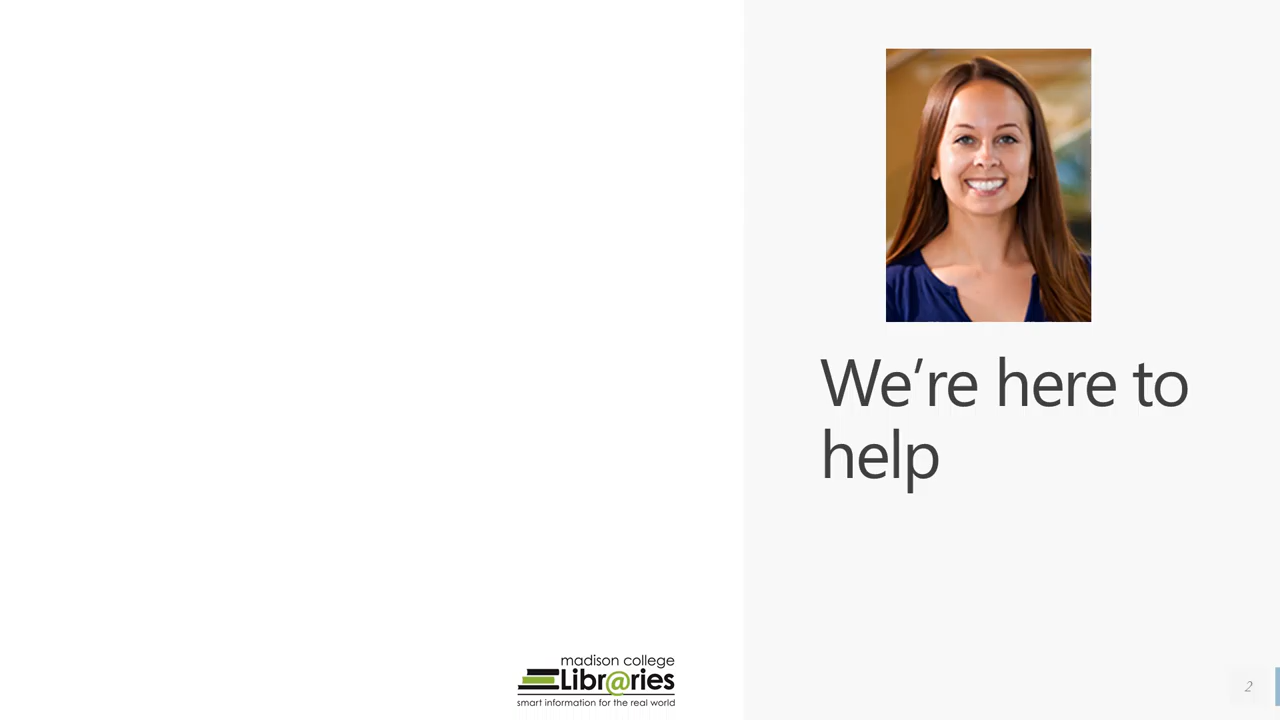 We're here to
help
madison college
Libr@ries
smart information for the real world
2